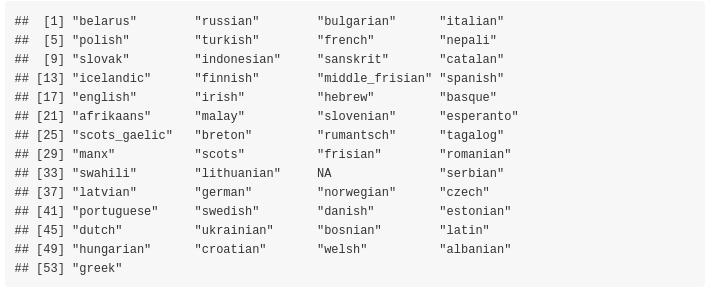 ##  [1] "belarus"        "russian"        "bulgarian"      "italian"
##  [5] "polish"         "turkish"        "french"         "nepali"
##  [9] "slovak"         "indonesian"     "sanskrit"       "catalan"
## [13] "icelandic"      "finnish"        "middle_frisian" "spanish"
## [17] "english"        "irish"          "hebrew"         "basque"
## [21] "afrikaans"      "malay"          "slovenian"      "esperanto"
## [25] "scots_gaelic"   "breton"         "rumantsch"      "tagalog"
## [29] "manx"           "scots"          "frisian"        "romanian"
## [33] "swahili"        "lithuanian"     NA               "serbian"
## [37] "latvian"        "german"         "norwegian"      "czech"
## [41] "portuguese"     "swedish"        "danish"         "estonian"
## [45] "dutch"          "ukrainian"      "bosnian"        "latin"
## [49] "hungarian"      "croatian"       "welsh"          "albanian"
## [53] "greek"